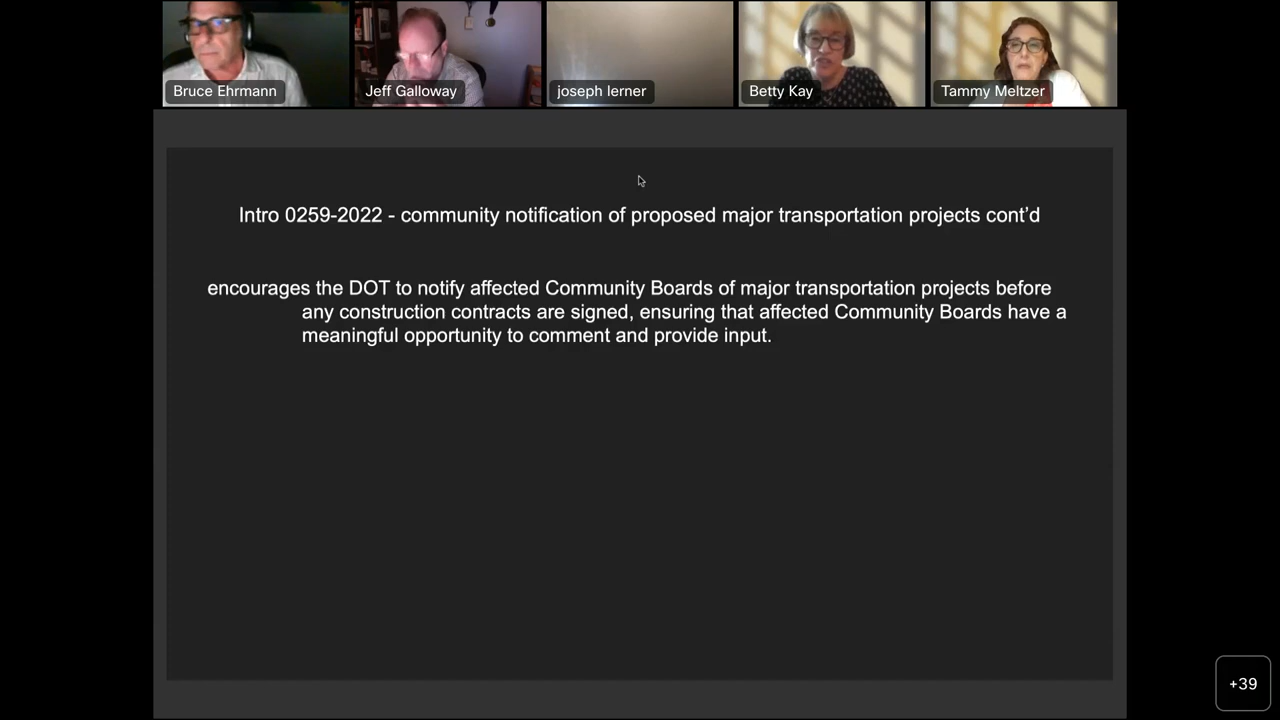 Bruce Ehrmann
Jeff Galloway
joseph lerner
Betty Kay
Tammy Meltzer
Intro 0259-2022 - community notification of proposed major transportation projects cont’d
encourages the DOT to notify affected Community Boards of major transportation projects before
any construction contracts are signed, ensuring that affected Community Boards have a
meaningful opportunity to comment and provide input.
+39